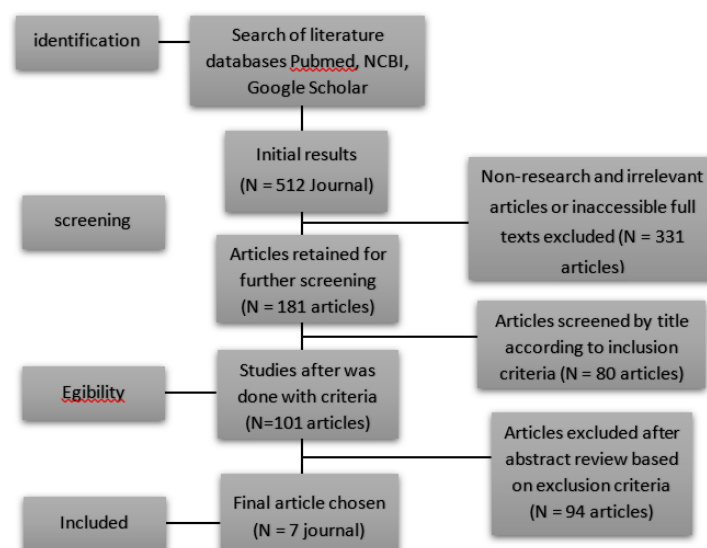 identification
Search of literature
databases Pubmed, NCBI,
Google Scholar
Initial results
(N = 512 Journal)
Non-research and irrelevant
articles or inaccessible full
texts excluded (N = 331
articles)
screening
Articles retained for
further screening
(N = 181 articles)
Articles screened by title
according to inclusion
criteria (N = 80 articles)
Egibility
Studies after was
done with criteria
(N=101 articles)
Articles excluded after
abstract review based
on exclusion criteria
(N = 94 articles)
Included
Final article chosen
(N = 7 journal)